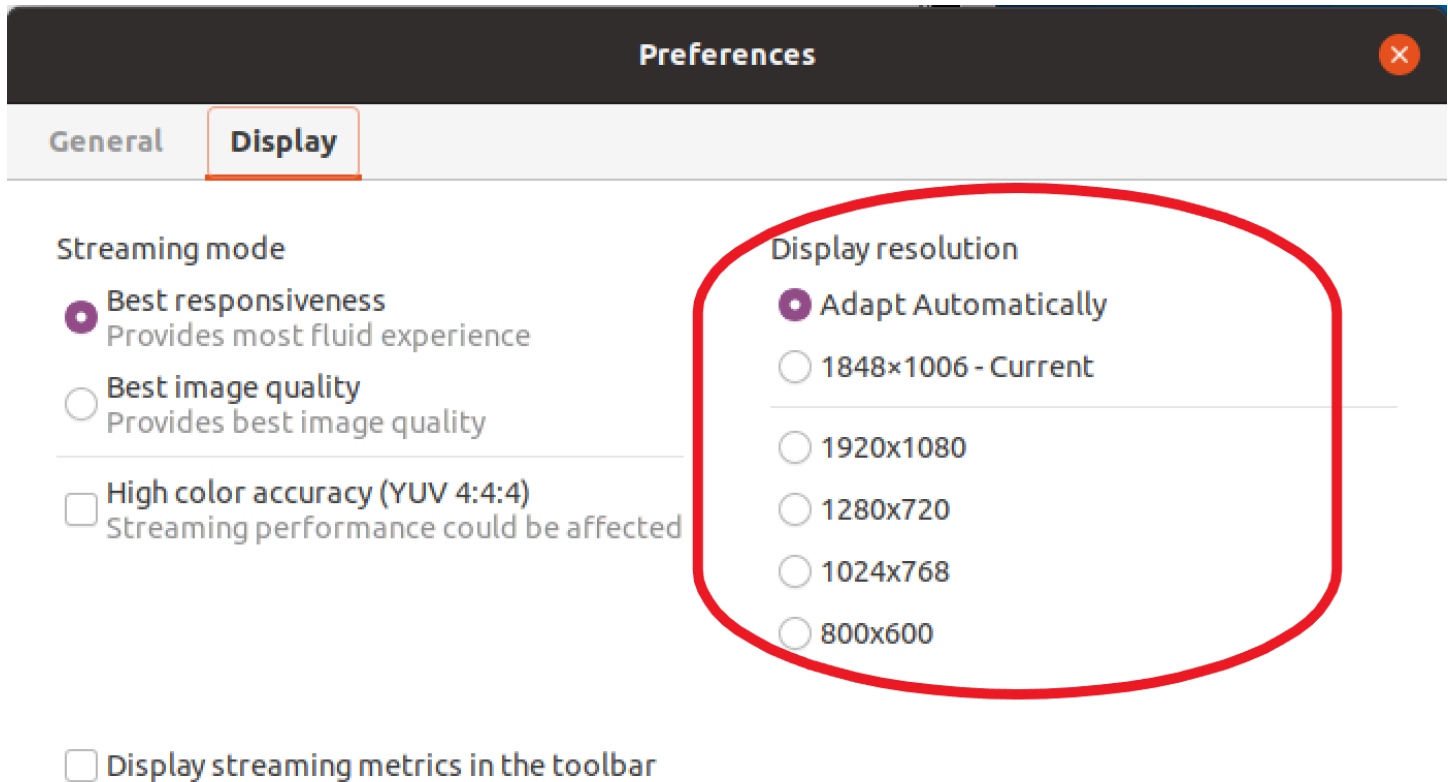 Preferences
General
Display
Streaming mode
Best responsiveness
Provides most fluid experience
Best image quality
Provides best image quality
High color accuracy (YUV 4:4:4)
Streaming performance could be affected
Display resolution
Adapt Automatically
1848×1006 - Current
1920x1080
1280x720
1024x768
800x600
Display streaming metrics in the toolbar